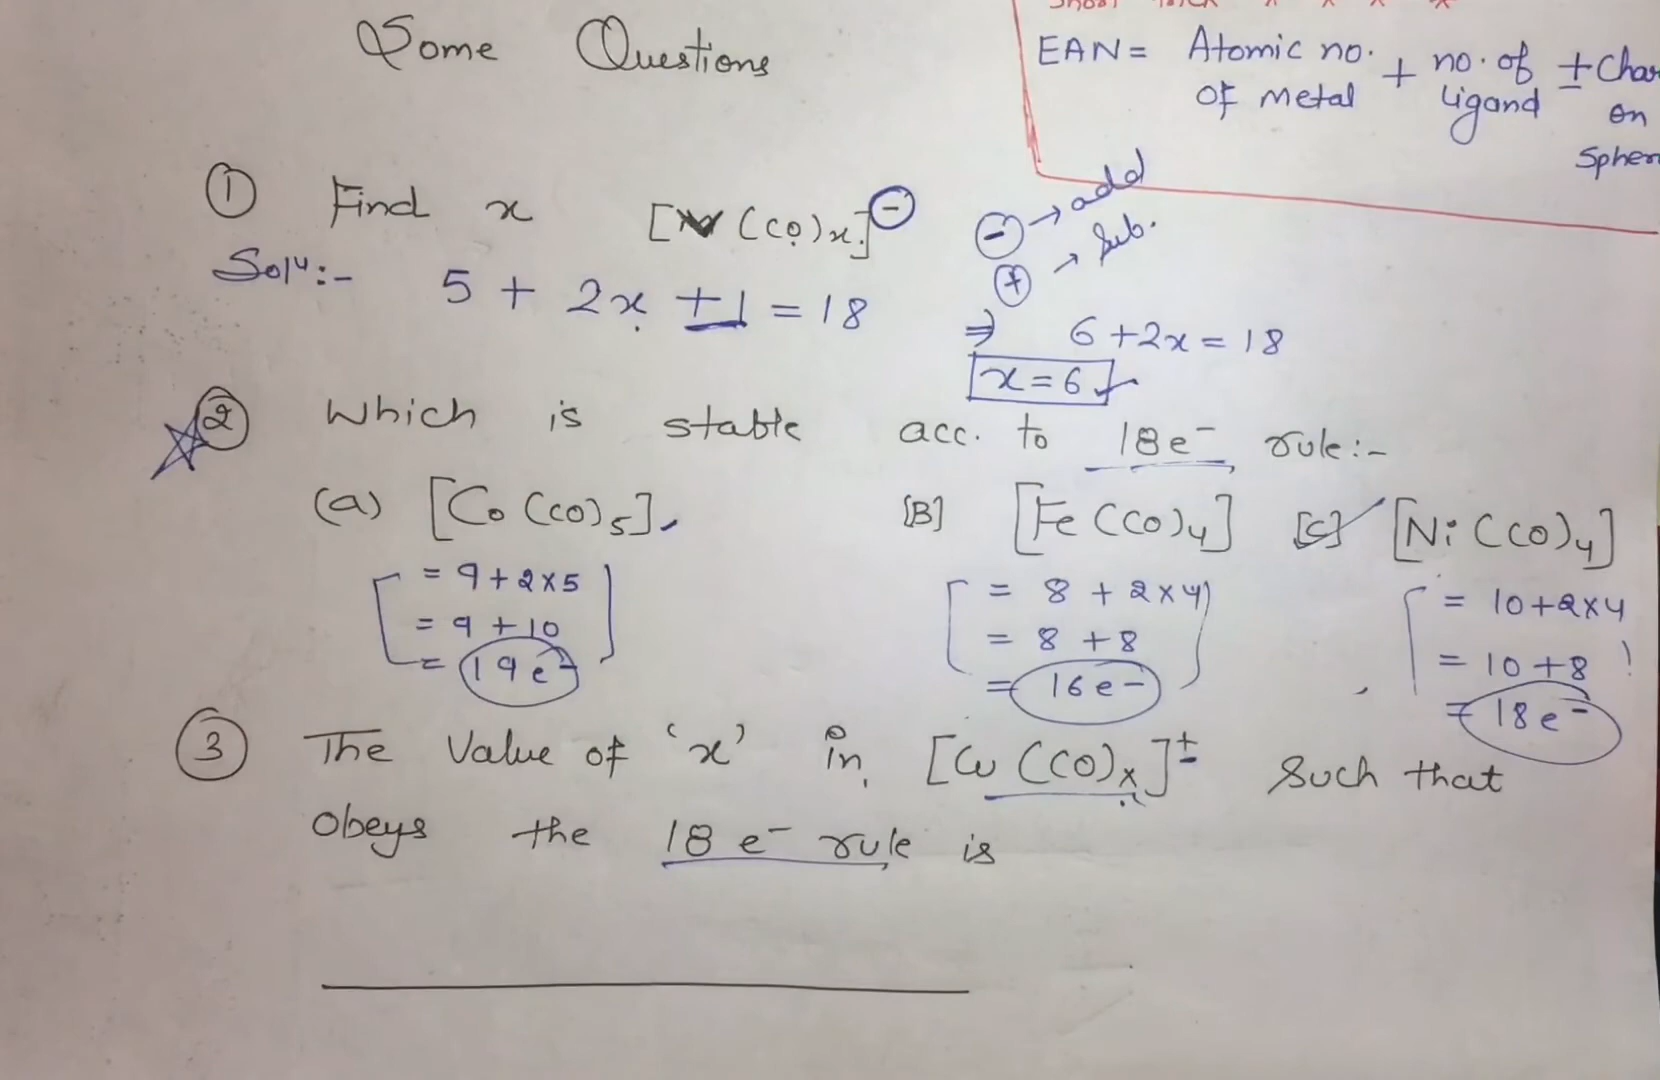 Some Questions
EAN = Atomic no. of metal + no. of ligand ± Char
on
Spher
① Find x [V(CO)x]⊖
⊖ → add
⊕ → Sub.
Solⁿ:- 5 + 2x +1 = 18
⇒ 6 + 2x = 18
x = 6
② Which is stable acc. to 18e⁻ rule:-
(a) [Co(CO)₅] [B] [Fe(CO)₄] [C] [Ni(CO)₄]
= 9+2×5 = 8 + 2×4 = 10+2×4
= 9 + 10 = 8 + 8 = 10 + 8
= 19e⁻ = 16e⁻ = 18e⁻
③ The Value of 'x' in [Cu(CO)x]± Such that
obeys the 18 e⁻ rule is